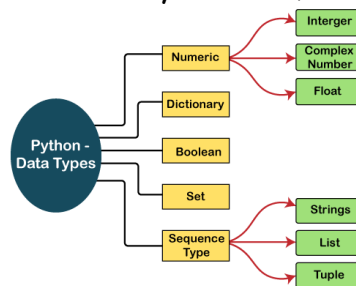 Python -
Data Types
Numeric
Dictionary
Boolean
Set
Sequence
Type
Interger
Complex
Number
Float
Strings
List
Tuple